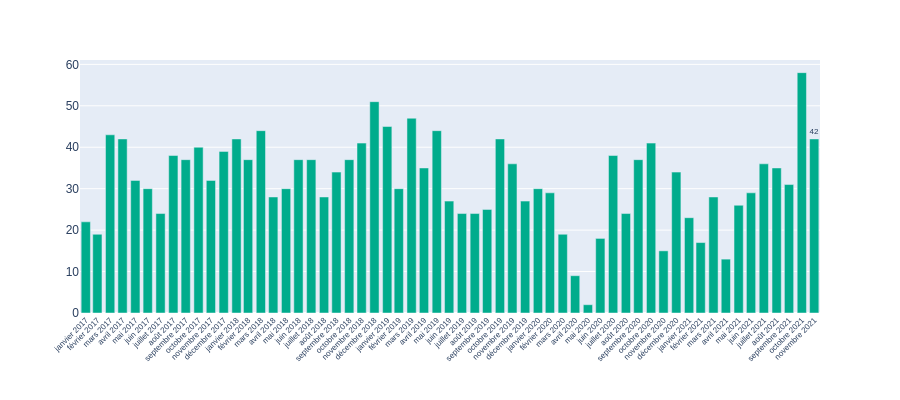 60
50
40
30
20
10
0
42
janvier 2017
février 2017
mars 2017
avril 2017
mai 2017
juin 2017
juillet 2017
août 2017
septembre 2017
octobre 2017
novembre 2017
décembre 2017
janvier 2018
février 2018
mars 2018
avril 2018
mai 2018
juin 2018
juillet 2018
août 2018
septembre 2018
octobre 2018
novembre 2018
décembre 2018
janvier 2019
février 2019
mars 2019
avril 2019
mai 2019
juin 2019
juillet 2019
août 2019
septembre 2019
octobre 2019
novembre 2019
décembre 2019
janvier 2020
février 2020
mars 2020
avril 2020
mai 2020
juin 2020
juillet 2020
août 2020
septembre 2020
octobre 2020
novembre 2020
décembre 2020
janvier 2021
février 2021
mars 2021
avril 2021
mai 2021
juin 2021
juillet 2021
août 2021
septembre 2021
octobre 2021
novembre 2021